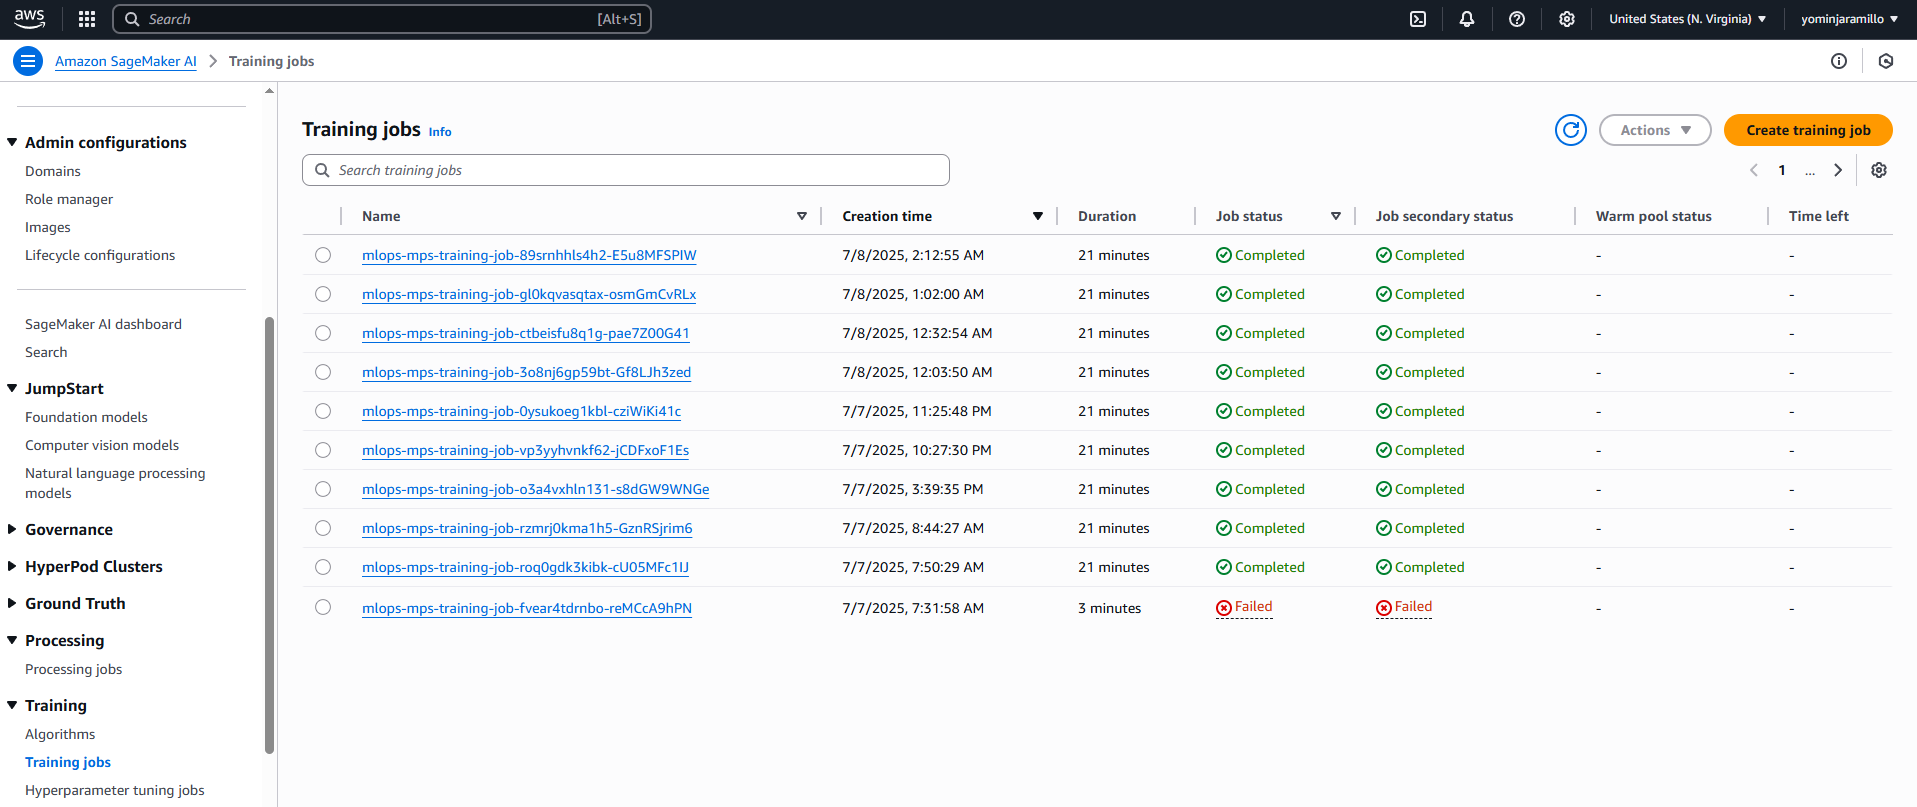 aws
Search [Alt+S]
United States (N. Virginia) yominjaramillo
Amazon SageMaker AI Training jobs
Admin configurations
Domains
Role manager
Images
Lifecycle configurations
SageMaker AI dashboard
Search
JumpStart
Foundation models
Computer vision models
Natural language processing
models
Governance
HyperPod Clusters
Ground Truth
Processing
Processing jobs
Training
Algorithms
Training jobs
Hyperparameter tuning jobs
Training jobs Info
Actions Create training job
Search training jobs
1 ...
Name Creation time Duration Job status Job secondary status Warm pool status Time left
mlops-mps-training-job-89srnhhls4h2-E5u8MFSPIW 7/8/2025, 2:12:55 AM 21 minutes Completed Completed - -
mlops-mps-training-job-gl0kqvasqtax-osmGmCvRLx 7/8/2025, 1:02:00 AM 21 minutes Completed Completed - -
mlops-mps-training-job-ctbeisfu8q1g-pae7Z00G41 7/8/2025, 12:32:54 AM 21 minutes Completed Completed - -
mlops-mps-training-job-3o8nj6gp59bt-Gf8LJh3zed 7/8/2025, 12:03:50 AM 21 minutes Completed Completed - -
mlops-mps-training-job-0ysukoeg1kbl-cziWiKi41c 7/7/2025, 11:25:48 PM 21 minutes Completed Completed - -
mlops-mps-training-job-vp3yyhvnkf62-jCDFxoF1Es 7/7/2025, 10:27:30 PM 21 minutes Completed Completed - -
mlops-mps-training-job-o3a4vxhln131-s8dGW9WNGe 7/7/2025, 3:39:35 PM 21 minutes Completed Completed - -
mlops-mps-training-job-rzmrj0kma1h5-GznRSjrim6 7/7/2025, 8:44:27 AM 21 minutes Completed Completed - -
mlops-mps-training-job-roq0gdk3kibk-cU05MFc1IJ 7/7/2025, 7:50:29 AM 21 minutes Completed Completed - -
mlops-mps-training-job-fvear4tdrnbo-reMCcA9hPN 7/7/2025, 7:31:58 AM 3 minutes Failed Failed - -